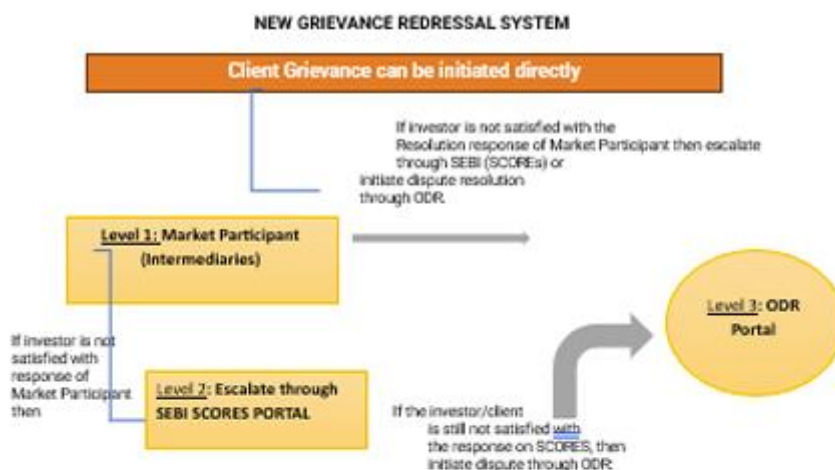 NEW GRIEVANCE REDRESSAL SYSTEM
Client Grievance can be initiated directly
If investor is not satisfied with the
Resolution response of Market Participant then escalate
through SEBI (SCOREs) or
initiate dispute resolution
through ODR.
Level 1: Market Participant
(Intermediaries)
Level 3: ODR
Portal
If investor is not
satisfied with
response of
Market Participant
then
Level 2: Escalate through
SEBI SCORES PORTAL
If the investor/client
is still not satisfied with
the response on SCORES, then
initiate dispute through ODR.